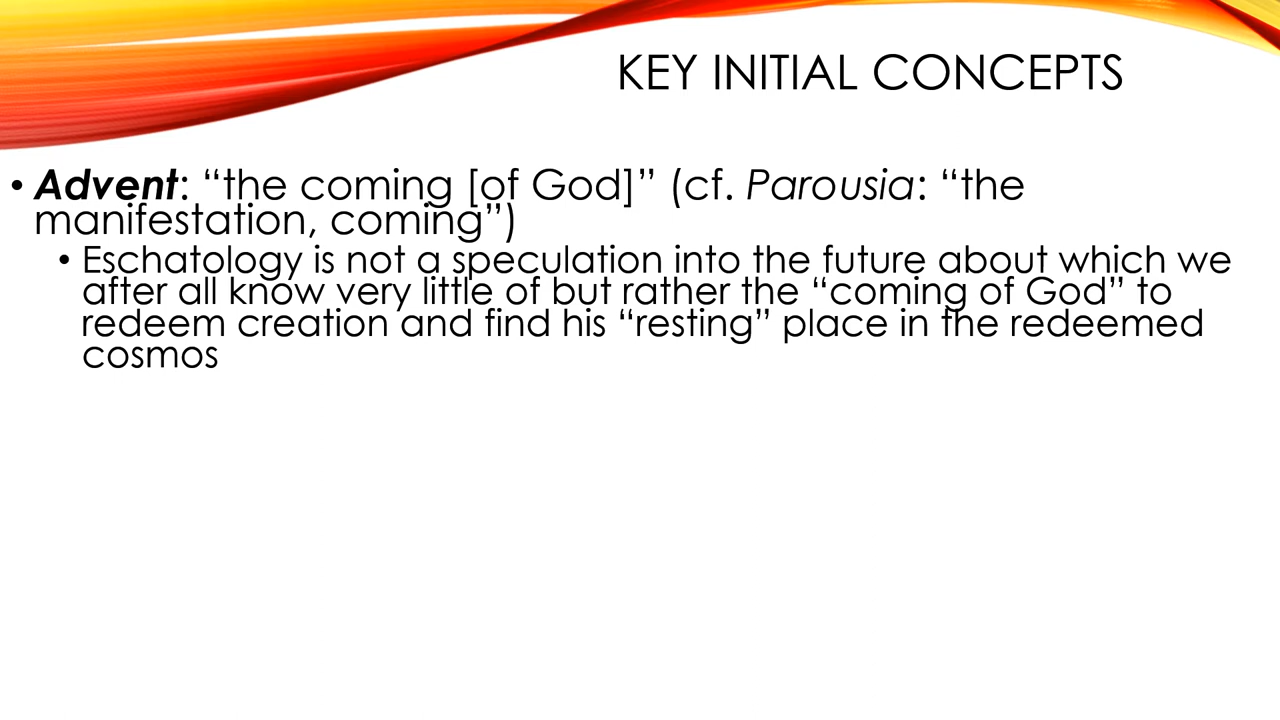 KEY INITIAL CONCEPTS
• Advent: “the coming [of God]” (cf. Parousia: “the
manifestation, coming”)
• Eschatology is not a speculation into the future about which we
after all know very little of but rather the “coming of God” to
redeem creation and find his “resting” place in the redeemed
cosmos